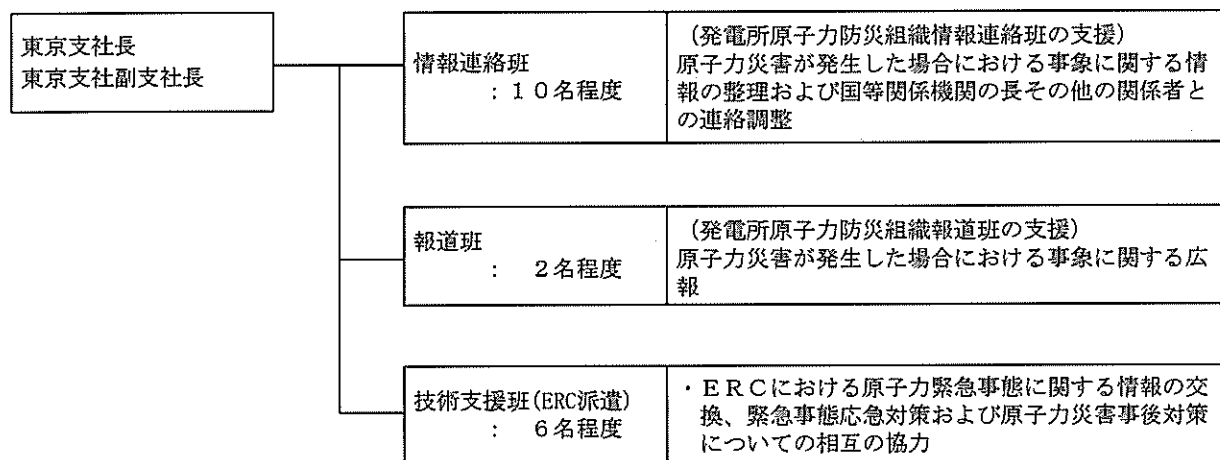 東京支社長
東京支社副支社長
情報連絡班
：１０名程度
（発電所原子力防災組織情報連絡班の支援）
原子力災害が発生した場合における事象に関する情
報の整理および国等関係機関の長その他の関係者と
の連絡調整
報道班
：　２名程度
（発電所原子力防災組織報道班の支援）
原子力災害が発生した場合における事象に関する広
報
技術支援班(ERC派遣)
：　６名程度
・ＥＲＣにおける原子力緊急事態に関する情報の交
換、緊急事態応急対策および原子力災害事後対策
についての相互の協力